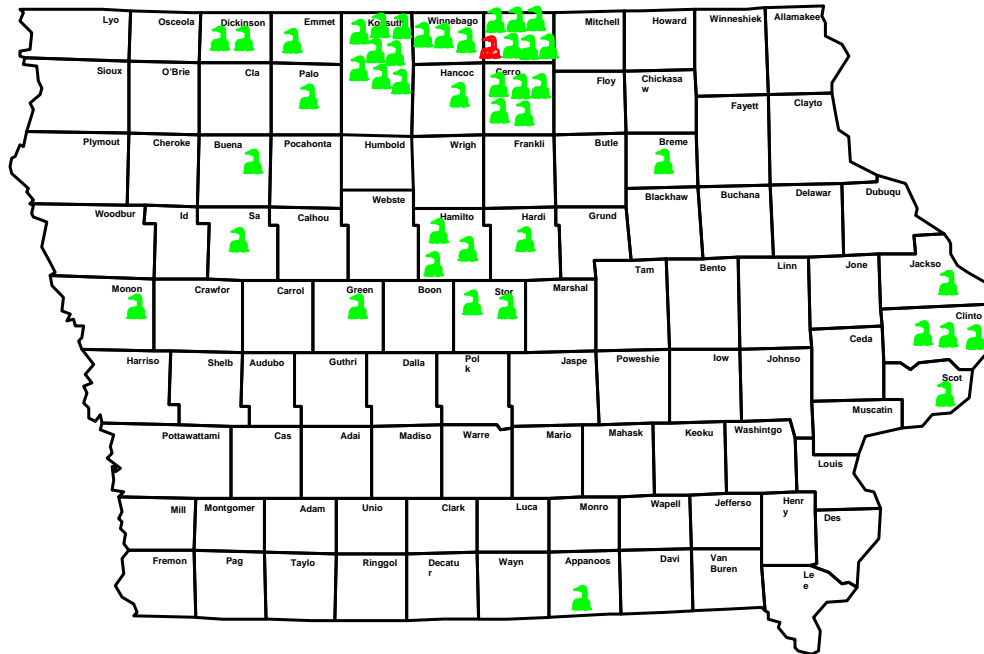 Lyo
Osceola
Dickinson
Emmet
Kossuth
Winnebago
Mitchell
Howard
Winneshiek
Allamakee
Sioux
O'Brie
Cla
Palo
Hancoc
Cerro
Floy
Chickasa
w
Fayett
Clayto
Plymout
Cheroke
Buena
Pocahonta
Humbold
Wrigh
Frankli
Butle
Breme
Woodbur
Id
Sa
Calhou
Webste
Hamilto
Hardi
Grund
Blackhaw
Buchana
Delawar
Dubuqu
Monon
Crawfor
Carrol
Green
Boon
Stor
Marshal
Tam
Bento
Linn
Jone
Jackso
Clinto
Harriso
Shelb
Audubo
Guthri
Dalla
Pol
k
Jaspe
Poweshie
Iow
Johnso
Ceda
Scot
Muscatin
Pottawattami
Cas
Adai
Madiso
Warre
Mario
Mahask
Keoku
Washingto
Louis
Mill
Montgomer
Adam
Unio
Clark
Luca
Monro
Wapell
Jefferso
Henr
y
Des
Fremon
Pag
Taylo
Ringgol
Decatu
r
Wayn
Appanoos
Davi
Van
Buren
Le
e